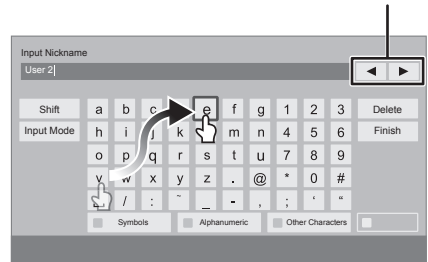 Input Nickname
User 2
◀ ▶
Shift a b c e f g 1 2 3 Delete
Input Mode h i j k m n 4 5 6 Finish
o p q r s t u 7 8 9
v w x y z . @ * 0 #
/ : ~ _ - , ; ‘ “
Symbols Alphanumeric Other Characters